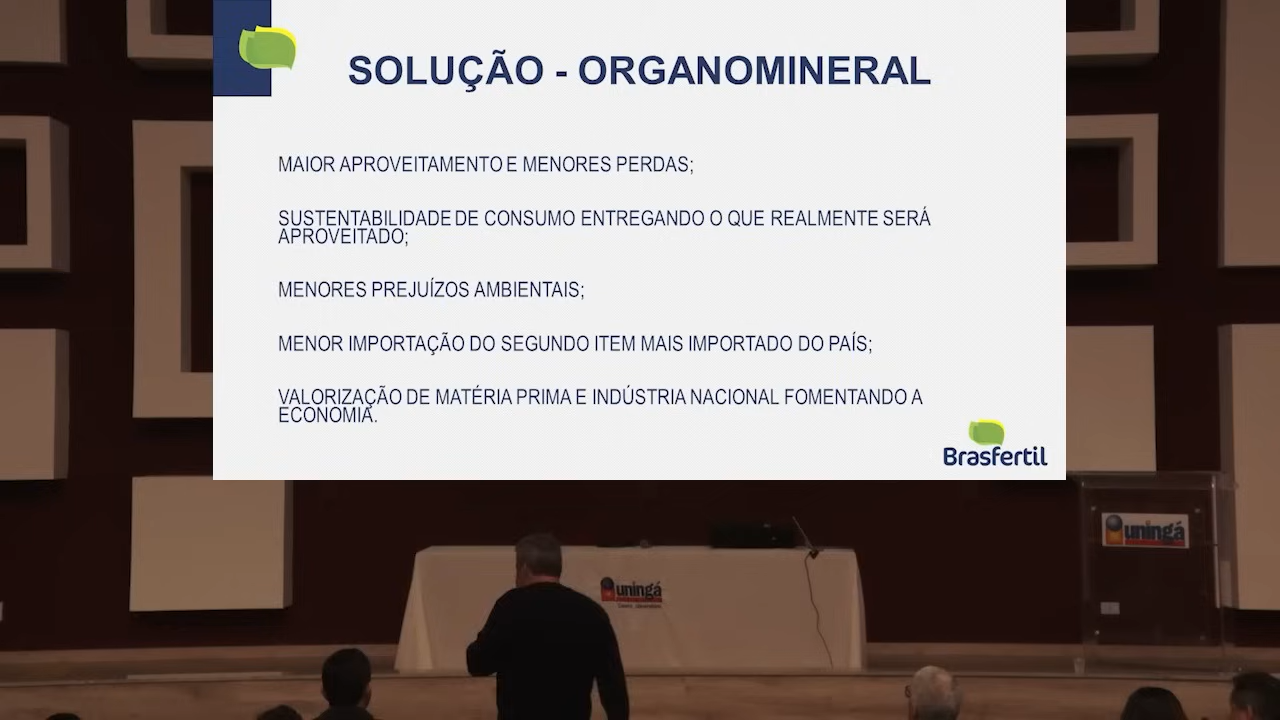 SOLUÇÃO - ORGANOMINERAL
MAIOR APROVEITAMENTO E MENORES PERDAS;
SUSTENTABILIDADE DE CONSUMO ENTREGANDO O QUE REALMENTE SERÁ
APROVEITADO;
MENORES PREJUÍZOS AMBIENTAIS;
MENOR IMPORTAÇÃO DO SEGUNDO ITEM MAIS IMPORTADO DO PAÍS;
VALORIZAÇÃO DE MATÉRIA PRIMA E INDÚSTRIA NACIONAL FOMENTANDO A
ECONOMIA.
Brasfertil
uningá
uningá